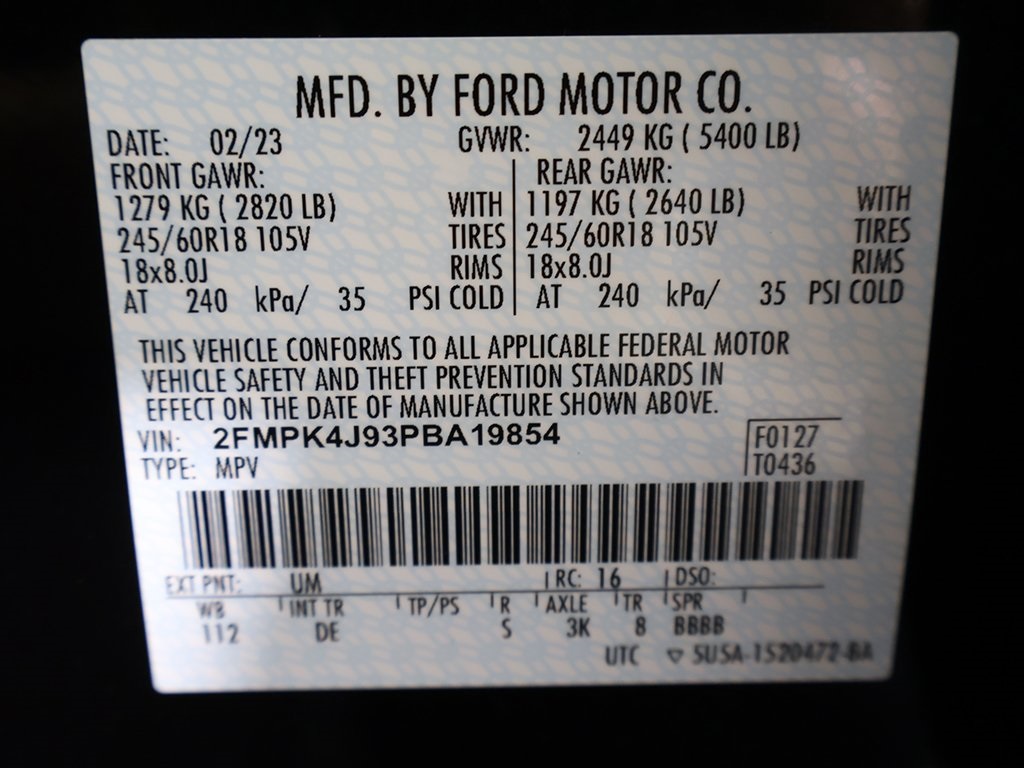 MFD. BY FORD MOTOR CO.
DATE: 02/23 GVWR: 2449 KG ( 5400 LB)
FRONT GAWR: REAR GAWR:
1279 KG ( 2820 LB) WITH 1197 KG ( 2640 LB) WITH
245/60R18 105V TIRES 245/60R18 105V TIRES
18x8.0J RIMS 18x8.0J RIMS
AT 240 kPa/ 35 PSI COLD AT 240 kPa/ 35 PSI COLD
THIS VEHICLE CONFORMS TO ALL APPLICABLE FEDERAL MOTOR
VEHICLE SAFETY AND THEFT PREVENTION STANDARDS IN
EFFECT ON THE DATE OF MANUFACTURE SHOWN ABOVE.
VIN: 2FMPK4J93PBA19854 F0127
TYPE: MPV T0436
EXT PNT: UM RC: 16 DSO:
WB INT TR TP/PS R AXLE TR SPR
112 DE S 3K 8 BBBB
UTC ▽ 5USA-1520472-BA